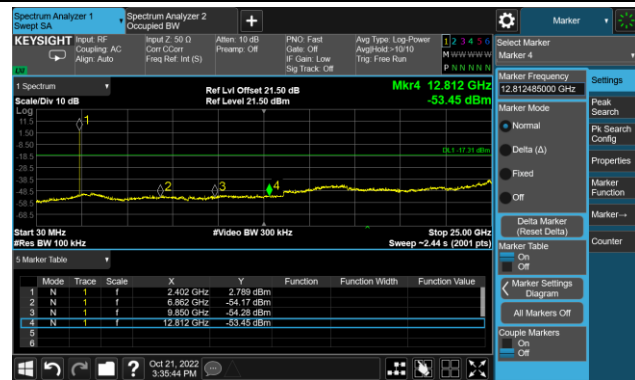 Spectrum Analyzer 1
Swept SA
Spectrum Analyzer 2
Occupied BW
Marker
KEYSIGHT
Input: RF
Coupling: AC
Align: Auto
Input Z: 50 Ω
Corr CCorr
Freq Ref: Int (S)
Atten: 10 dB
Preamp: Off
PNO: Fast
Gate: Off
IF Gain: Low
Sig Track: Off
Avg Type: Log-Power
Avg|Hold:>10/10
Trig: Free Run
1 2 3 4 5 6
M W W W W W
P N N N N N
Select Marker
Marker 4
1 Spectrum
Scale/Div 10 dB
Ref Lvl Offset 21.50 dB
Ref Level 21.50 dBm
Mkr4 12.812 GHz
-53.45 dBm
Log
11.5
1.50
-8.50
-18.5
-28.5
-38.5
-48.5
-58.5
-68.5
1
2
3
4
DL1 -17.31 dBm
Start 30 MHz
#Res BW 100 kHz
#Video BW 300 kHz
Stop 25.00 GHz
Sweep ~2.44 s (2001 pts)
Marker Frequency
12.812485000 GHz
Marker Mode
Normal
Delta (Δ)
Fixed
Off
Delta Marker
(Reset Delta)
Marker Table
On
Off
Marker Settings
Diagram
All Markers Off
Couple Markers
On
Off
Settings
Peak
Search
Pk Search
Config
Properties
Marker
Function
Marker→
Counter
5 Marker Table
Mode Trace Scale X Y Function Function Width Function Value
1 N 1 f 2.402 GHz 2.789 dBm
2 N 1 f 6.862 GHz -54.17 dBm
3 N 1 f 9.850 GHz -54.28 dBm
4 N 1 f 12.812 GHz -53.45 dBm
5
6
?
Oct 21, 2022
3:35:44 PM